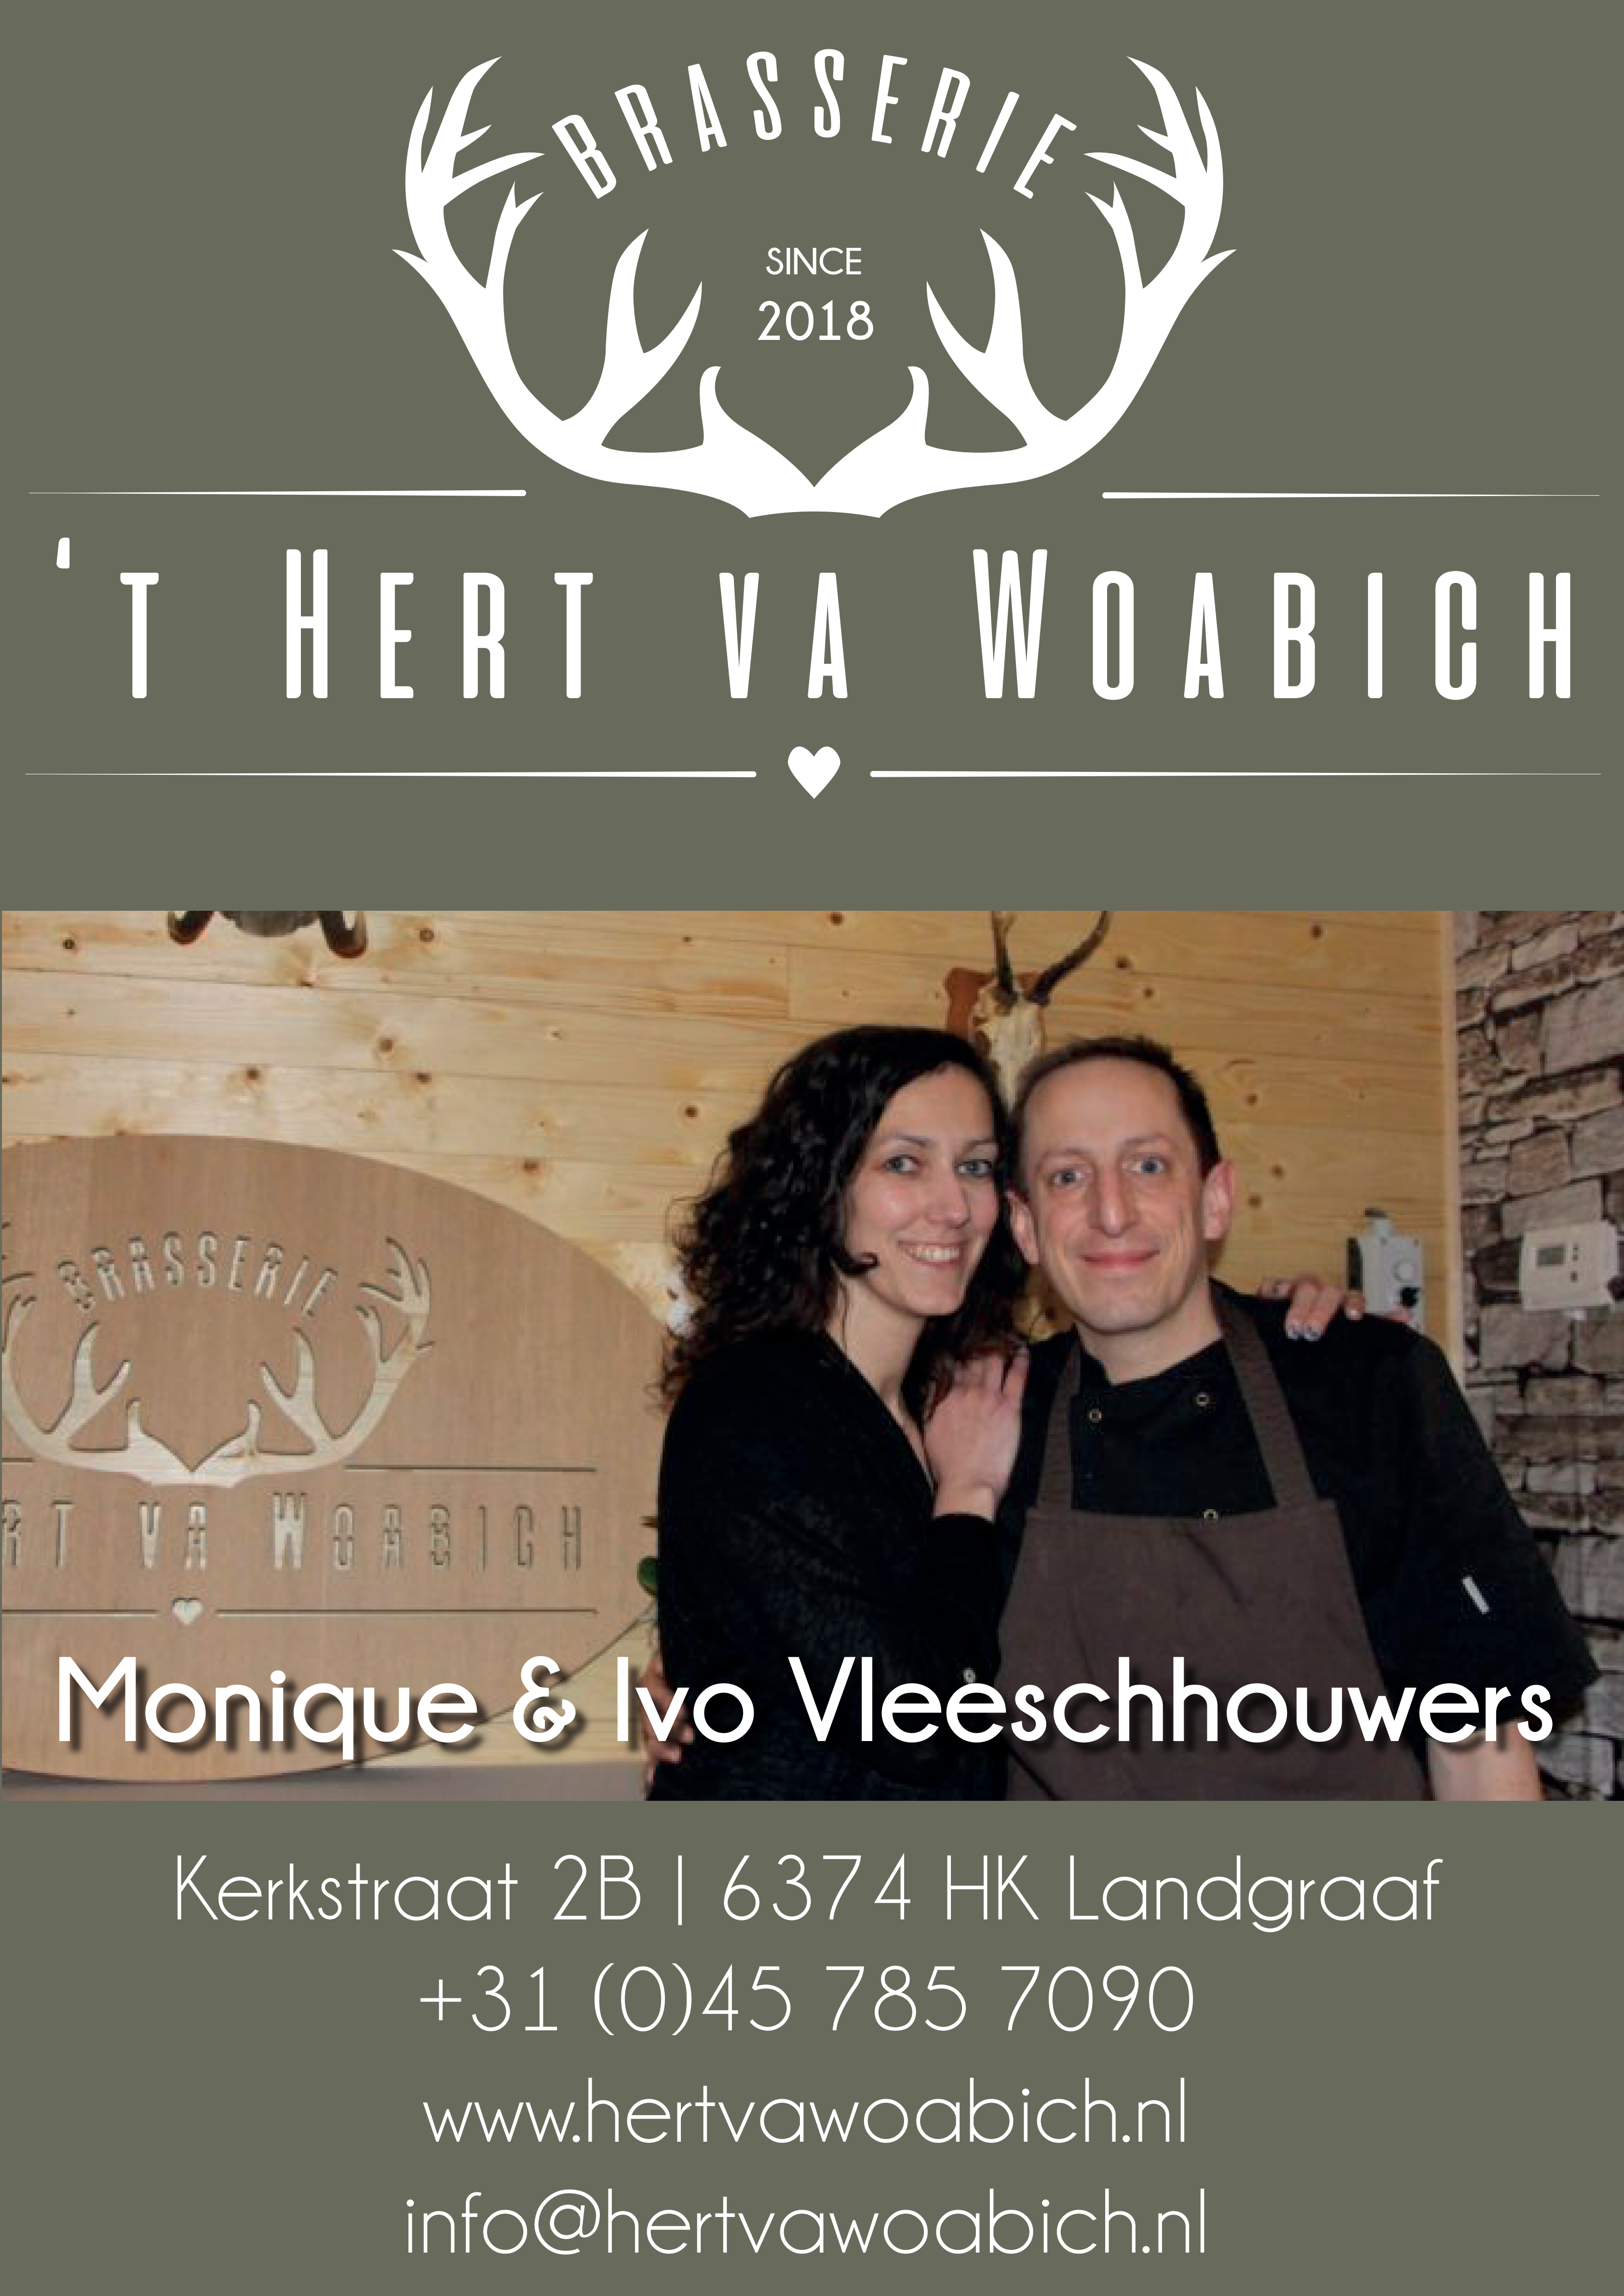 BRASSERIE
SINCE
2018
‘t Hert va Woabich
BRASSERIE
RT VA WOABICH
Monique & Ivo Vleeschhouwers
Kerkstraat 2B | 6374 HK Landgraaf
+31 (0)45 785 7090
www.hertvawoabich.nl
info@hertvawoabich.nl